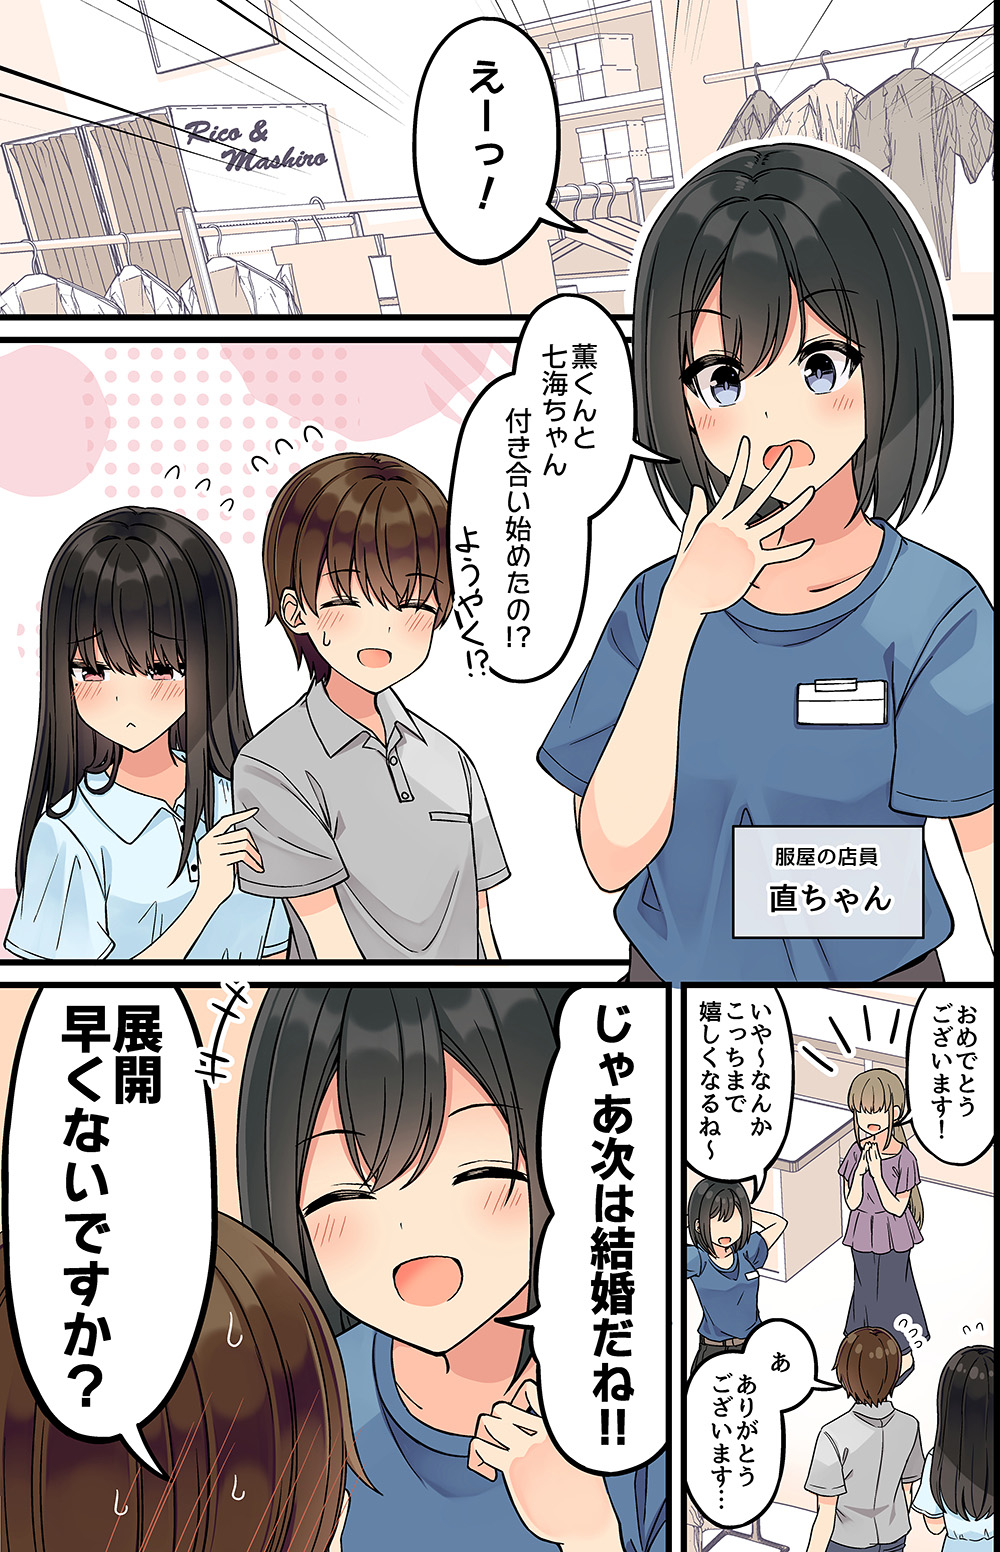 Rico &
Mashiro
えーっ!
薫くんと
七海ちゃん
付き合い始めたの!?
ようやく!?
服屋の店員
直ちゃん
おめでとう
ございます!
いや~なんか
こっちまで
嬉しくなるね~
あ
ありがとう
ございます…
じゃあ次は結婚だね!!
展開
早くないですか?